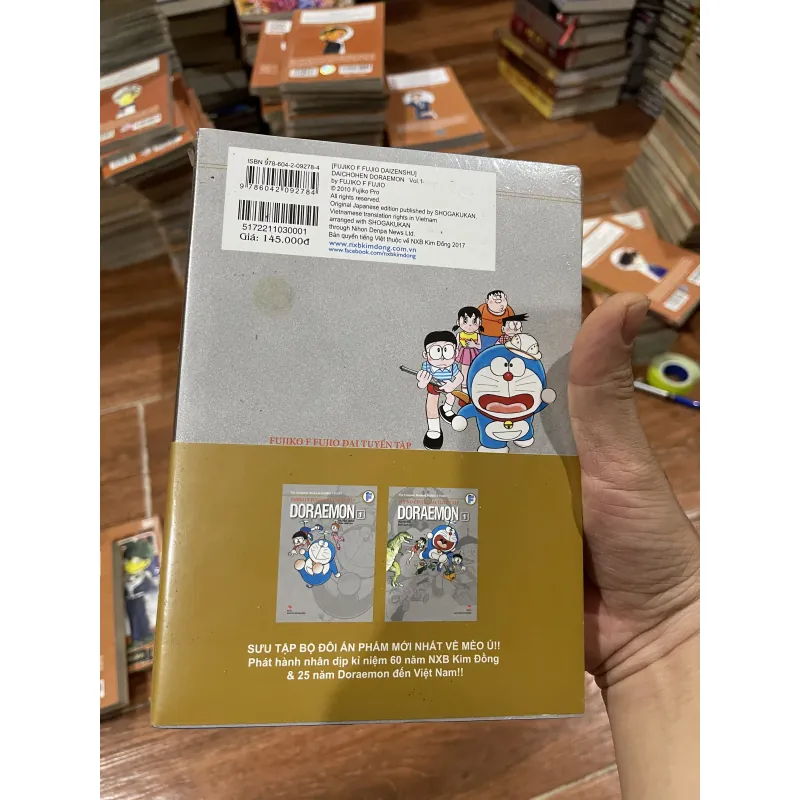 ISBN 978-604-2-09278-4
9 786042 092784
5172211030001
Giá: 145.000đ
[FUJIKO F FUJIO DAIZENSHU]
DAICHOHEN DORAEMON Vol.1
by FUJIKO F FUJIO
© 2010 Fujiko Pro
All rights reserved.
Original Japanese edition published by SHOGAKUKAN.
Vietnamese translation rights in Vietnam
arranged with SHOGAKUKAN
through Nihon Denpa News Ltd.
Bản quyền tiếng Việt thuộc về NXB Kim Đồng 2017
www.nxbkimdong.com.vn
www.facebook.com/nxbkimdong
FUJIKO F FUJIO ĐẠI TUYỂN TẬP
DORAEMON 1
DORAEMON 1
SƯU TẬP BỘ ĐÔI ẤN PHẨM MỚI NHẤT VỀ MÈO Ú!!
Phát hành nhân dịp kỉ niệm 60 năm NXB Kim Đồng
& 25 năm Doraemon đến Việt Nam!!